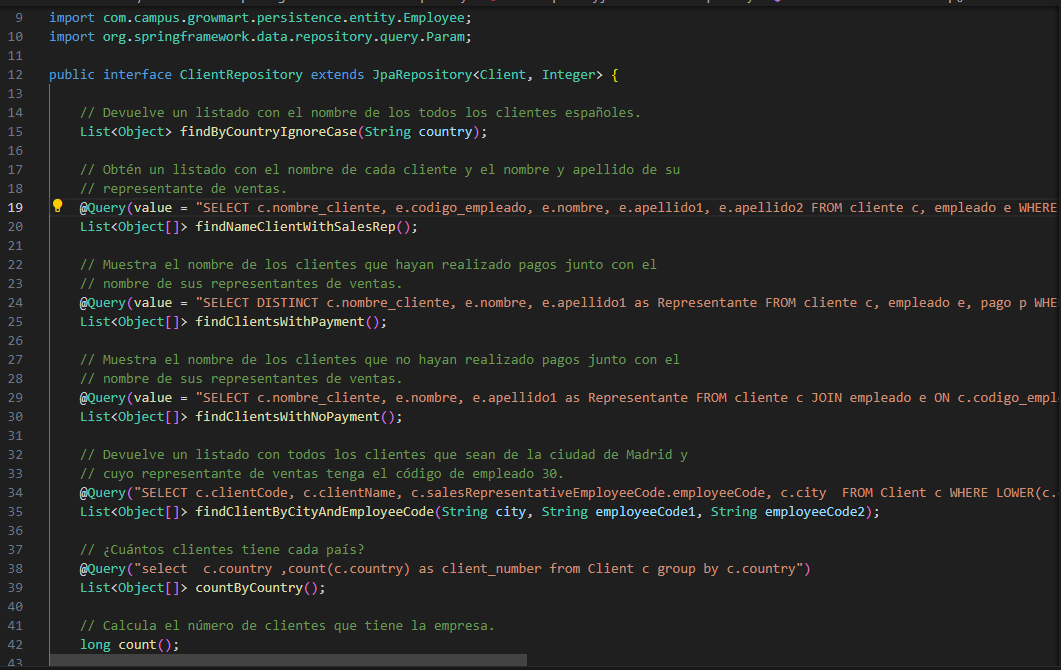 9 import com.campus.growmart.persistence.entity.Employee;
10 import org.springframework.data.repository.query.Param;
11
12 public interface ClientRepository extends JpaRepository<Client, Integer> {
13
14 // Devuelve un listado con el nombre de los todos los clientes españoles.
15 List<Object> findByCountryIgnoreCase(String country);
16
17 // Obtén un listado con el nombre de cada cliente y el nombre y apellido de su
18 // representante de ventas.
19 @Query(value = "SELECT c.nombre_cliente, e.codigo_empleado, e.nombre, e.apellido1, e.apellido2 FROM cliente c, empleado e WHERE
20 List<Object[]> findNameClientWithSalesRep();
21
22 // Muestra el nombre de los clientes que hayan realizado pagos junto con el
23 // nombre de sus representantes de ventas.
24 @Query(value = "SELECT DISTINCT c.nombre_cliente, e.nombre, e.apellido1 as Representante FROM cliente c, empleado e, pago p WHE
25 List<Object[]> findClientsWithPayment();
26
27 // Muestra el nombre de los clientes que no hayan realizado pagos junto con el
28 // nombre de sus representantes de ventas.
29 @Query(value = "SELECT c.nombre_cliente, e.nombre, e.apellido1 as Representante FROM cliente c JOIN empleado e ON c.codigo_empl
30 List<Object[]> findClientsWithNoPayment();
31
32 // Devuelve un listado con todos los clientes que sean de la ciudad de Madrid y
33 // cuyo representante de ventas tenga el código de empleado 30.
34 @Query("SELECT c.clientCode, c.clientName, c.salesRepresentativeEmployeeCode.employeeCode, c.city  FROM Client c WHERE LOWER(c.
35 List<Object[]> findClientByCityAndEmployeeCode(String city, String employeeCode1, String employeeCode2);
36
37 // ¿Cuántos clientes tiene cada país?
38 @Query("select  c.country ,count(c.country) as client_number from Client c group by c.country")
39 List<Object[]> countByCountry();
40
41 // Calcula el número de clientes que tiene la empresa.
42 long count();
43